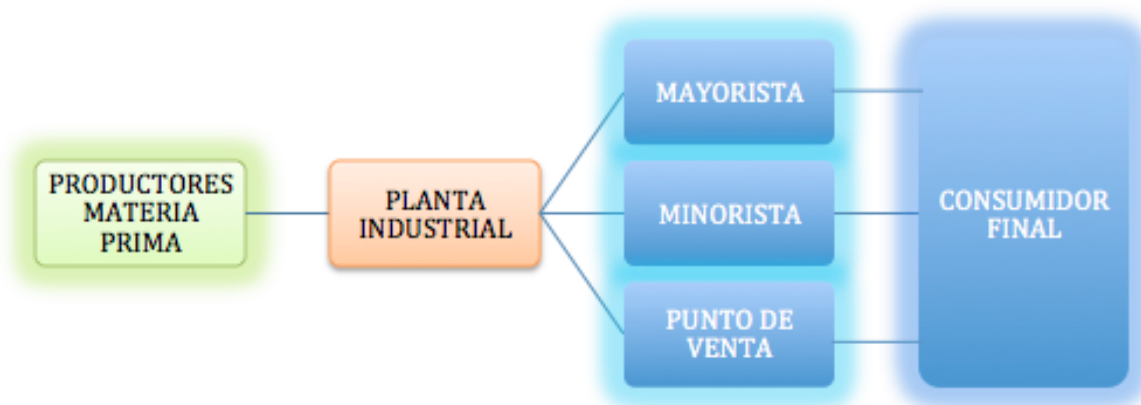 PRODUCTORES
MATERIA
PRIMA
PLANTA
INDUSTRIAL
MAYORISTA
MINORISTA
PUNTO DE
VENTA
CONSUMIDOR
FINAL